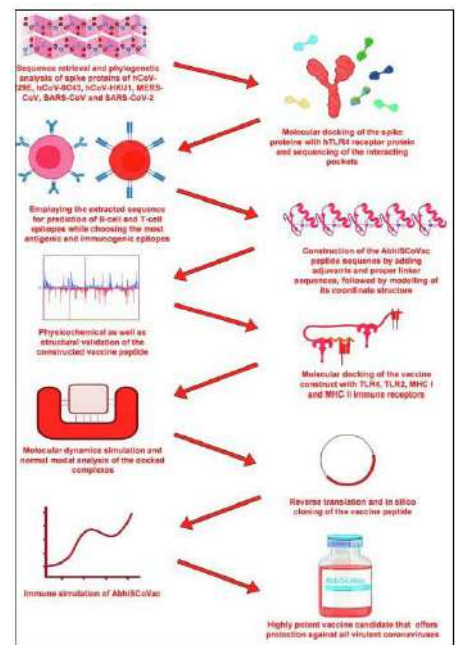 Sequence retrieval and phylogenetic
analysis of spike proteins of hCoV-
229E, hCoV-0C43, hCoV-HKU1, MERS-
CoV, SARS-CoV and SARS-CoV-2
Molecular docking of the spike
proteins with hTLR4 receptor protein
and sequencing of the interacting
pockets
Employing the extracted sequence
for prediction of B-cell and T-cell
epitopes while choosing the most
antigenic and immunogenic epitopes
Construction of the AbhiSCoVac
peptide sequence by adding
adjuvants and proper linker
sequences, followed by modelling of
its coordinate structure
Physicochemical as well as
structural validation of the
constructed vaccine peptide
Molecular docking of the vaccine
construct with TLR4, TLR2, MHC I
and MHC II immune receptors
Molecular dynamics simulation and
normal modal analysis of the docked
complexes
Reverse translation and in silico
cloning of the vaccine peptide
Immune simulation of AbhiSCoVac
AbhiSCoVac
Highly potent vaccine candidate that offers
protection against all virulent coronaviruses